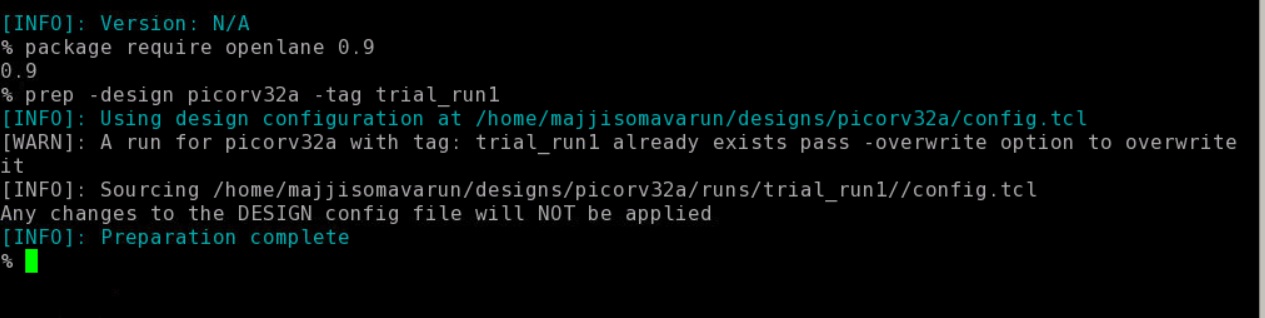 [INFO]: Version: N/A
% package require openlane 0.9
0.9
% prep -design picorv32a -tag trial_run1
[INFO]: Using design configuration at /home/majjisomavarun/designs/picorv32a/config.tcl
[WARN]: A run for picorv32a with tag: trial_run1 already exists pass -overwrite option to overwrite
it
[INFO]: Sourcing /home/majjisomavarun/designs/picorv32a/runs/trial_run1//config.tcl
Any changes to the DESIGN config file will NOT be applied
[INFO]: Preparation complete
%